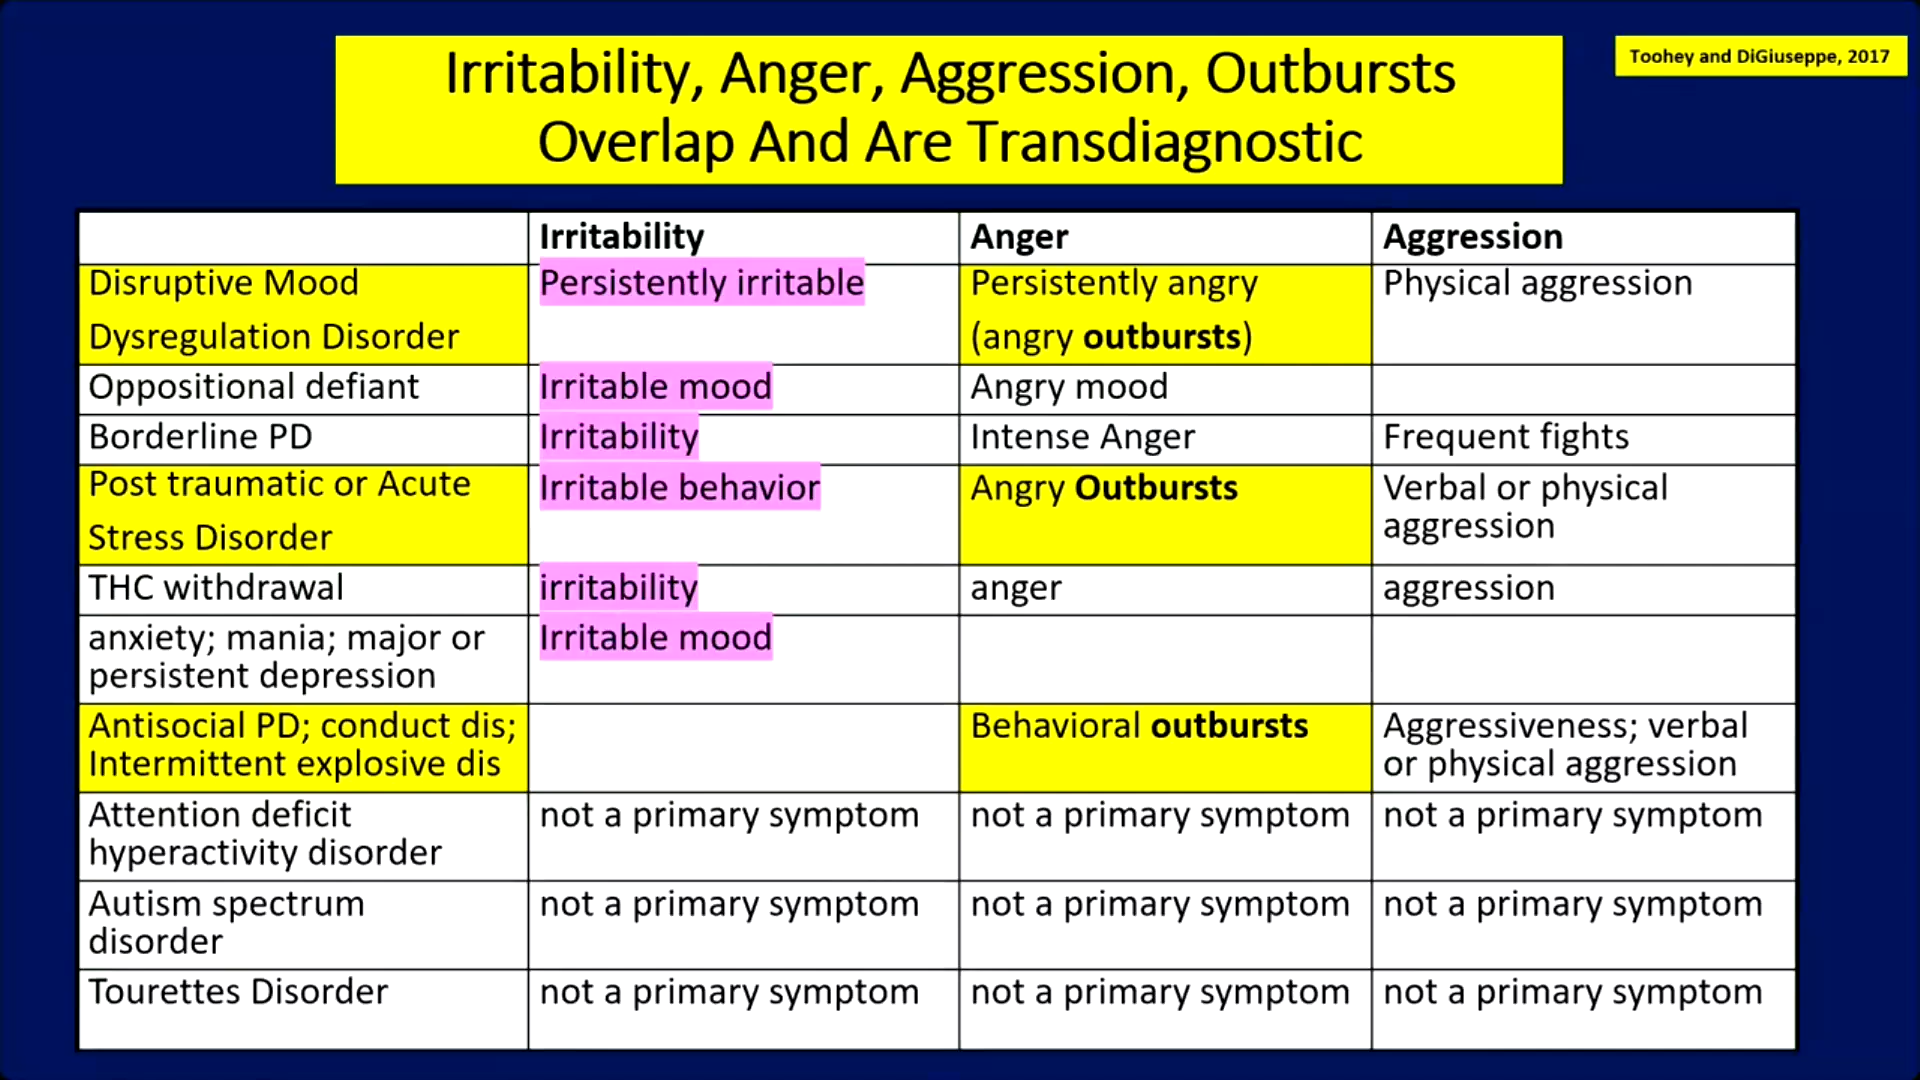 Irritability, Anger, Aggression, Outbursts
Overlap And Are Transdiagnostic
Toohey and DiGiuseppe, 2017
Irritability
Anger
Aggression
Disruptive Mood
Dysregulation Disorder
Persistently irritable
Persistently angry
(angry outbursts)
Physical aggression
Oppositional defiant
Irritable mood
Angry mood
Borderline PD
Irritability
Intense Anger
Frequent fights
Post traumatic or Acute
Stress Disorder
Irritable behavior
Angry Outbursts
Verbal or physical
aggression
THC withdrawal
irritability
anger
aggression
anxiety; mania; major or
persistent depression
Irritable mood
Antisocial PD; conduct dis;
Intermittent explosive dis
Behavioral outbursts
Aggressiveness; verbal
or physical aggression
Attention deficit
hyperactivity disorder
not a primary symptom
not a primary symptom
not a primary symptom
Autism spectrum
disorder
not a primary symptom
not a primary symptom
not a primary symptom
Tourettes Disorder
not a primary symptom
not a primary symptom
not a primary symptom